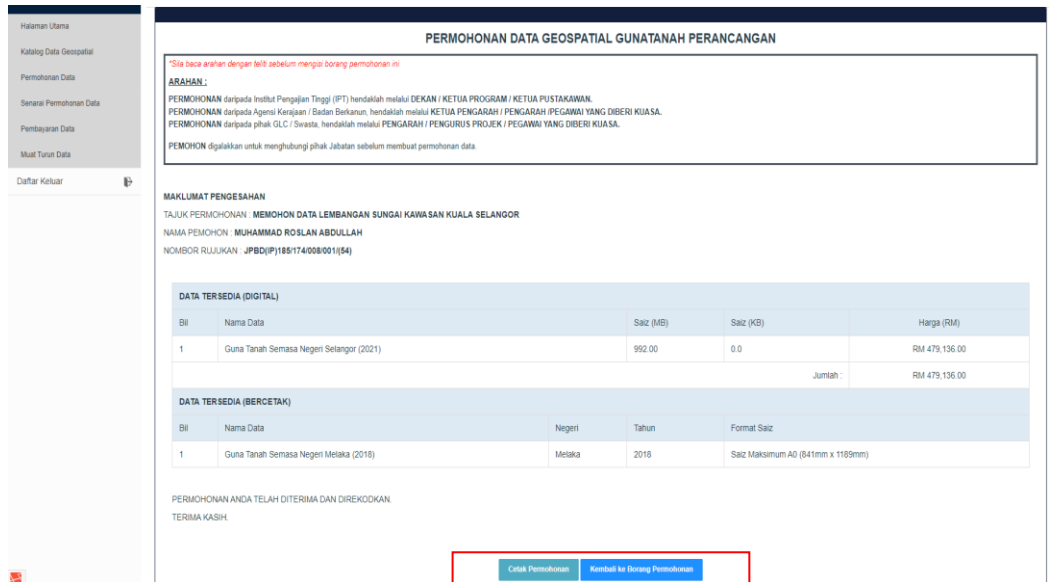 Halaman Utama
Katalog Data Geospatial
Permohonan Data
Senarai Permohonan Data
Pembayaran Data
Muat Turun Data
Daftar Keluar
PERMOHONAN DATA GEOSPATIAL GUNATANAH PERANCANGAN
*Sila baca arahan dengan teliti sebelum mengisi borang permohonan ini
ARAHAN :
PERMOHONAN daripada Institut Pengajian Tinggi (IPT) hendaklah melalui DEKAN / KETUA PROGRAM / KETUA PUSTAKAWAN.
PERMOHONAN daripada Agensi Kerajaan / Badan Berkanun, hendaklah melalui KETUA PENGARAH / PENGARAH /PEGAWAI YANG DIBERI KUASA.
PERMOHONAN daripada pihak GLC / Swasta, hendaklah melalui PENGARAH / PENGURUS PROJEK / PEGAWAI YANG DIBERI KUASA.
PEMOHON digalakkan untuk menghubungi pihak Jabatan sebelum membuat permohonan data.
MAKLUMAT PENGESAHAN
TAJUK PERMOHONAN : MEMOHON DATA LEMBANGAN SUNGAI KAWASAN KUALA SELANGOR
NAMA PEMOHON : MUHAMMAD ROSLAN ABDULLAH
NOMBOR RUJUKAN : JPBD(IP)185/174/008/001/(54)
DATA TERSEDIA (DIGITAL)
Bil Nama Data Saiz (MB) Saiz (KB) Harga (RM)
1 Guna Tanah Semasa Negeri Selangor (2021) 992.00 0.0 RM 479,136.00
Jumlah : RM 479,136.00
DATA TERSEDIA (BERCETAK)
Bil Nama Data Negeri Tahun Format Saiz
1 Guna Tanah Semasa Negeri Melaka (2018) Melaka 2018 Saiz Maksimum A0 (841mm x 1189mm)
PERMOHONAN ANDA TELAH DITERIMA DAN DIREKODKAN.
TERIMA KASIH.
Cetak Permohonan Kembali ke Borang Permohonan